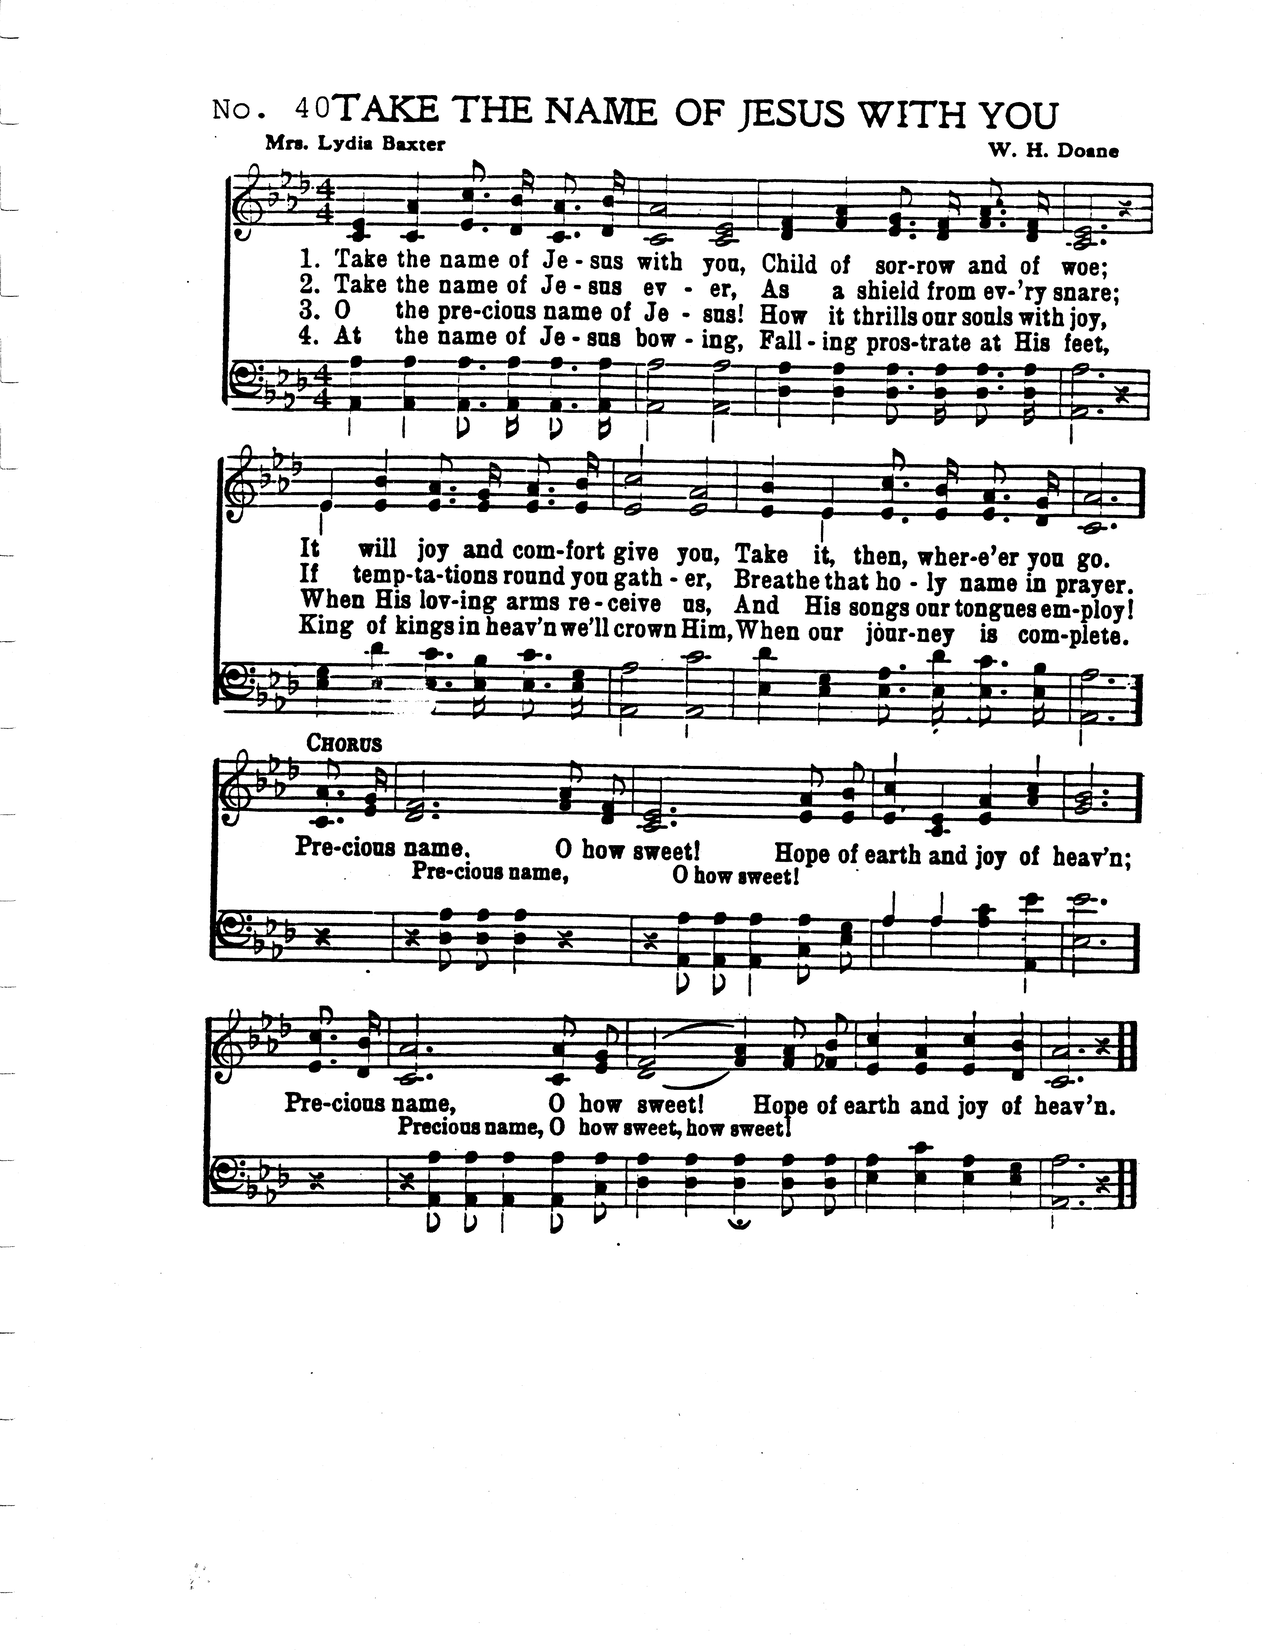 No. 40 TAKE THE NAME OF JESUS WITH YOU
Mrs. Lydia Baxter W. H. Doane
1. Take the name of Je - sus with you, Child of sor-row and of woe;
2. Take the name of Je - sus ev - er, As a shield from ev-'ry snare;
3. O the pre-cious name of Je - sus! How it thrills our souls with joy,
4. At the name of Je - sus bow - ing, Fall - ing pros-trate at His feet,
It will joy and com-fort give you, Take it, then, wher-e'er you go.
If temp-ta-tions round you gath - er, Breathe that ho - ly name in prayer.
When His lov-ing arms re-ceive us, And His songs our tongues em-ploy!
King of kings in heav'n we'll crown Him, When our jour-ney is com-plete.
CHORUS
Pre-cious name, O how sweet! Hope of earth and joy of heav'n;
Pre-cious name, O how sweet!
Pre-cious name, O how sweet! Hope of earth and joy of heav'n.
Precious name, O how sweet, how sweet!